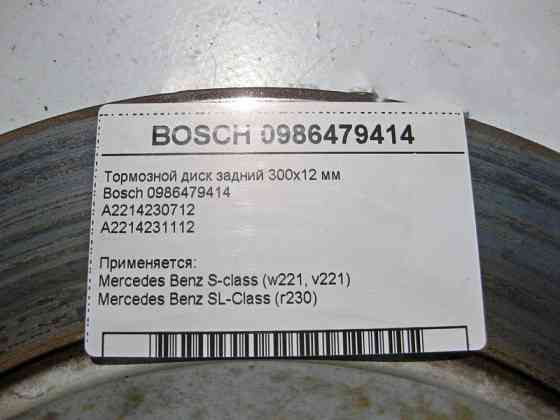 BOSCH 0986479414
Тормозной диск задний 300x12 мм
Bosch 0986479414
A2214230712
A2214231112
Применяется:
Mercedes Benz S-class (w221, v221)
Mercedes Benz SL-Class (r230)